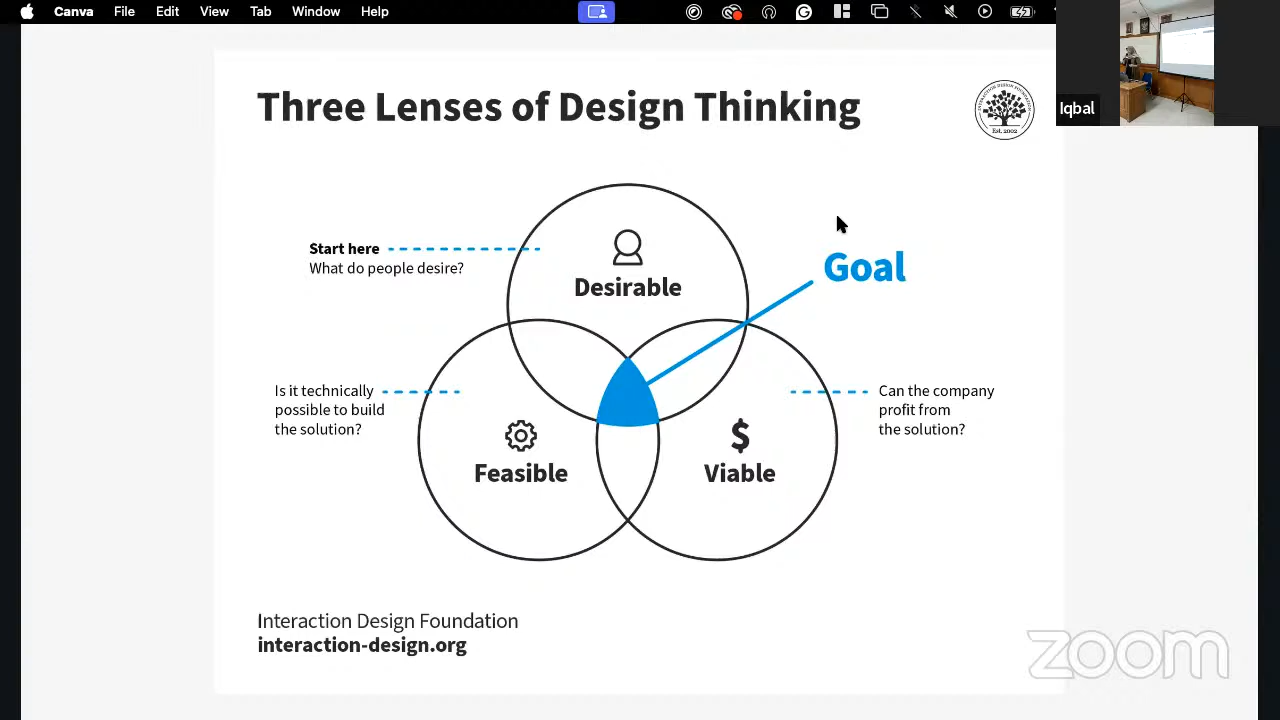 Canva File Edit View Tab Window Help
Iqbal
Three Lenses of Design Thinking
Est. 2002
Start here
What do people desire?
Desirable
Goal
Is it technically
possible to build
the solution?
Can the company
profit from
the solution?
Feasible
$
Viable
Interaction Design Foundation
interaction-design.org
zoom